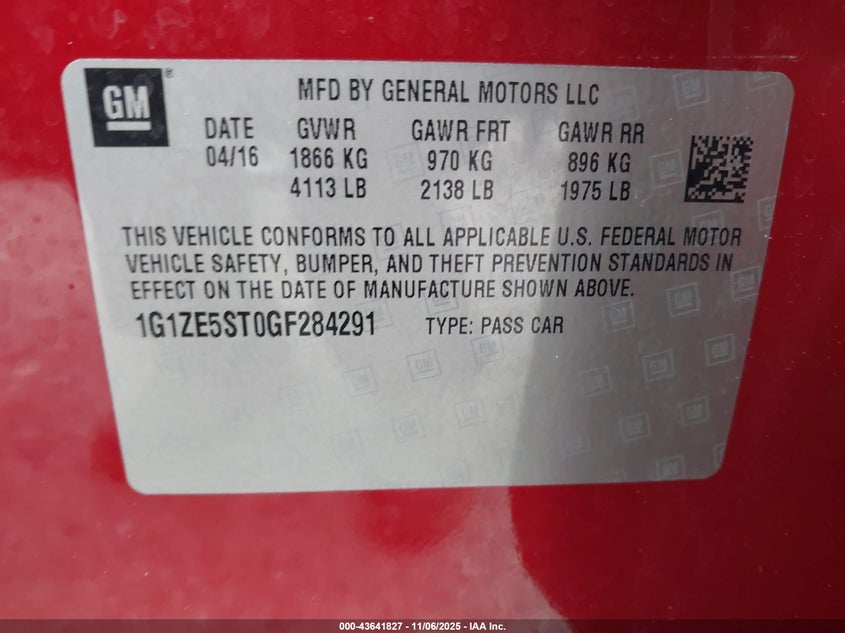 GM® MFD BY GENERAL MOTORS LLC
DATE GVWR GAWR FRT GAWR RR
04/16 1866 KG 970 KG 896 KG
4113 LB 2138 LB 1975 LB
THIS VEHICLE CONFORMS TO ALL APPLICABLE U.S. FEDERAL MOTOR
VEHICLE SAFETY, BUMPER, AND THEFT PREVENTION STANDARDS IN
EFFECT ON THE DATE OF MANUFACTURE SHOWN ABOVE.
1G1ZE5ST0GF284291 TYPE: PASS CAR
000-43641827 - 11/06/2025 - IAA Inc.